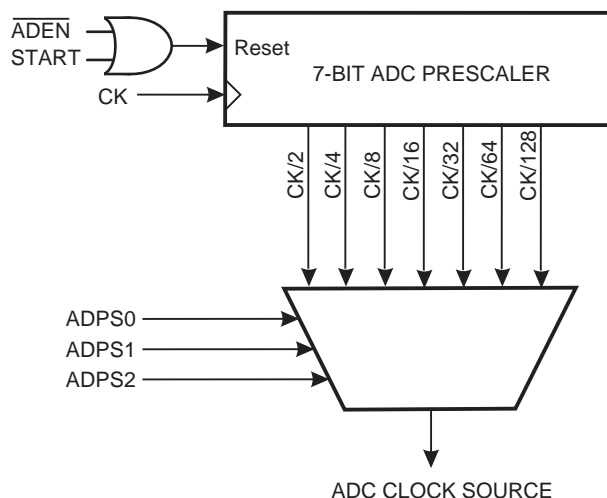 ADEN
START
Reset
7-BIT ADC PRESCALER
CK
CK/2
CK/4
CK/8
CK/16
CK/32
CK/64
CK/128
ADPS0
ADPS1
ADPS2
ADC CLOCK SOURCE